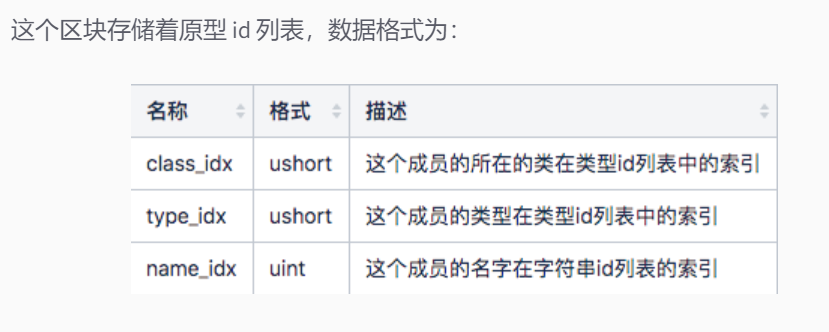 这个区块存储着原型 id 列表，数据格式为：
名称 格式 描述
class_idx ushort 这个成员的所在的类在类型id列表中的索引
type_idx ushort 这个成员的类型在类型id列表中的索引
name_idx uint 这个成员的名字在字符串id列表的索引